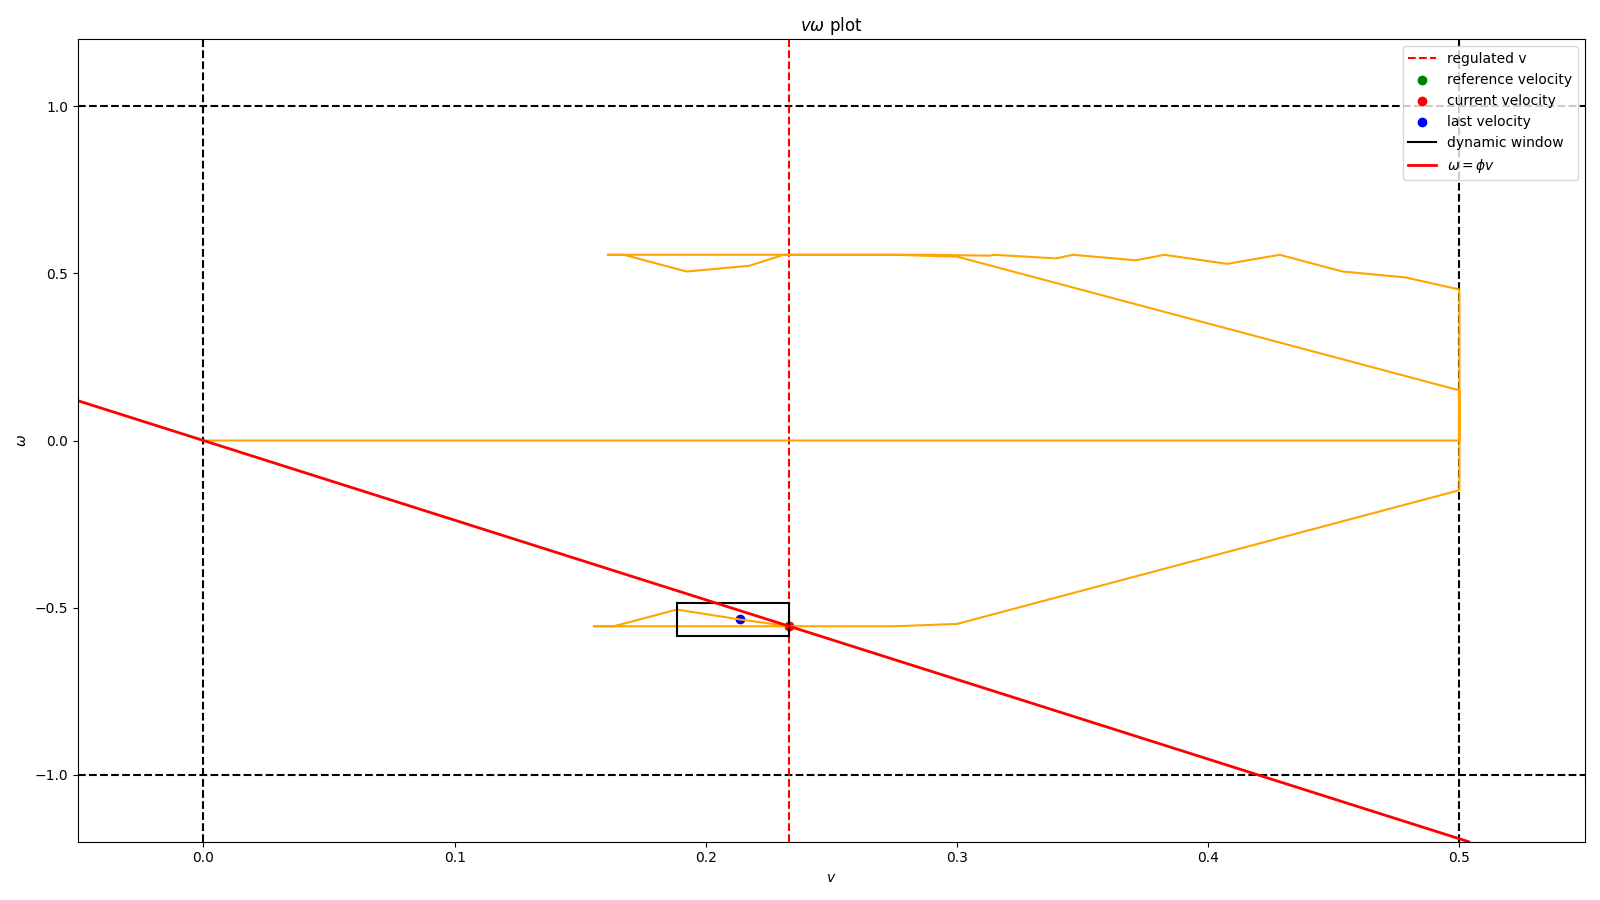 vω plot
regulated v
reference velocity
current velocity
last velocity
dynamic window
ω = ϕv
1.0
0.5
0.0
−0.5
−1.0
ω
0.0 0.1 0.2 0.3 0.4 0.5
v